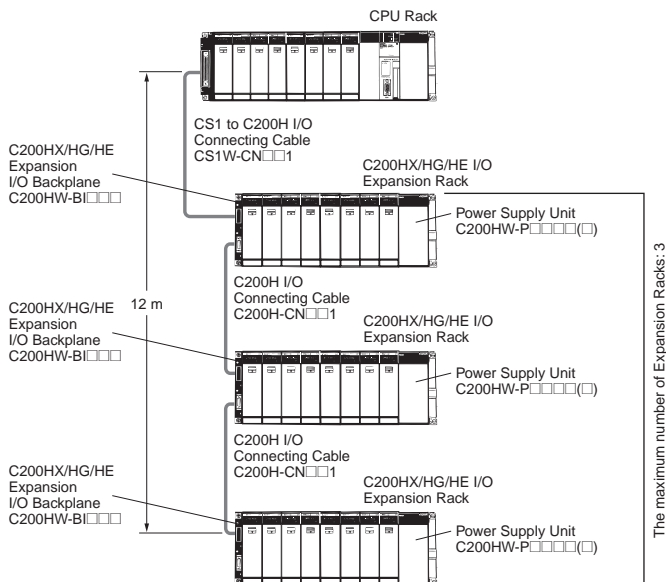 CPU Rack
CS1 to C200H I/O
Connecting Cable
CS1W-CN□□1
C200HX/HG/HE
Expansion
I/O Backplane
C200HW-BI□□□
C200HX/HG/HE I/O
Expansion Rack
Power Supply Unit
C200HW-P□□□□(□)
C200H I/O
Connecting Cable
C200H-CN□□1
12 m
C200HX/HG/HE
Expansion
I/O Backplane
C200HW-BI□□□
C200HX/HG/HE I/O
Expansion Rack
Power Supply Unit
C200HW-P□□□□(□)
C200H I/O
Connecting Cable
C200H-CN□□1
C200HX/HG/HE
Expansion
I/O Backplane
C200HW-BI□□□
C200HX/HG/HE I/O
Expansion Rack
Power Supply Unit
C200HW-P□□□□(□)
The maximum number of Expansion Racks: 3